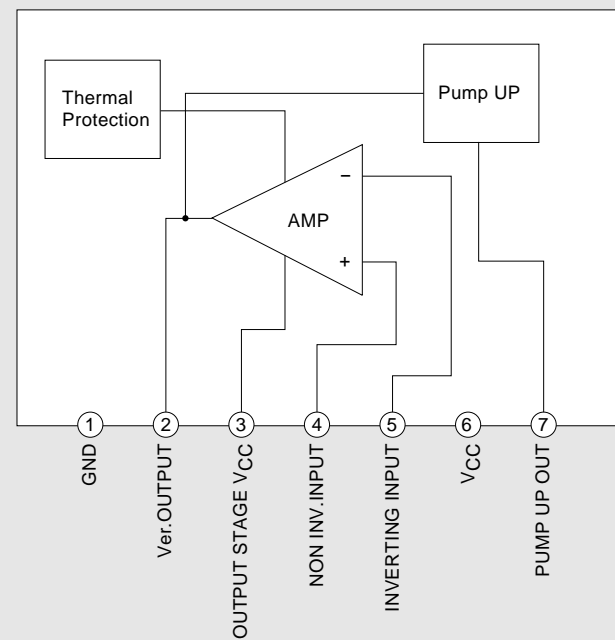 Thermal
Protection
Pump UP
AMP
−
+
1
2
3
4
5
6
7
GND
Ver.OUTPUT
OUTPUT STAGE VCC
NON INV.INPUT
INVERTING INPUT
VCC
PUMP UP OUT